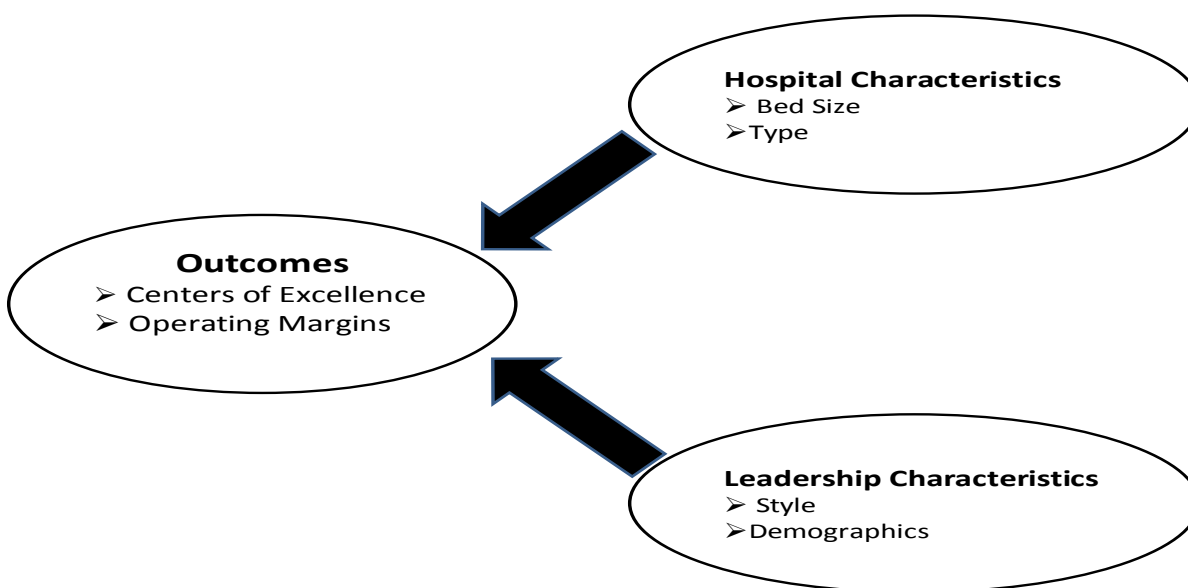 Hospital Characteristics
➢ Bed Size
➢Type
Outcomes
➢ Centers of Excellence
➢ Operating Margins
Leadership Characteristics
➢ Style
➢Demographics